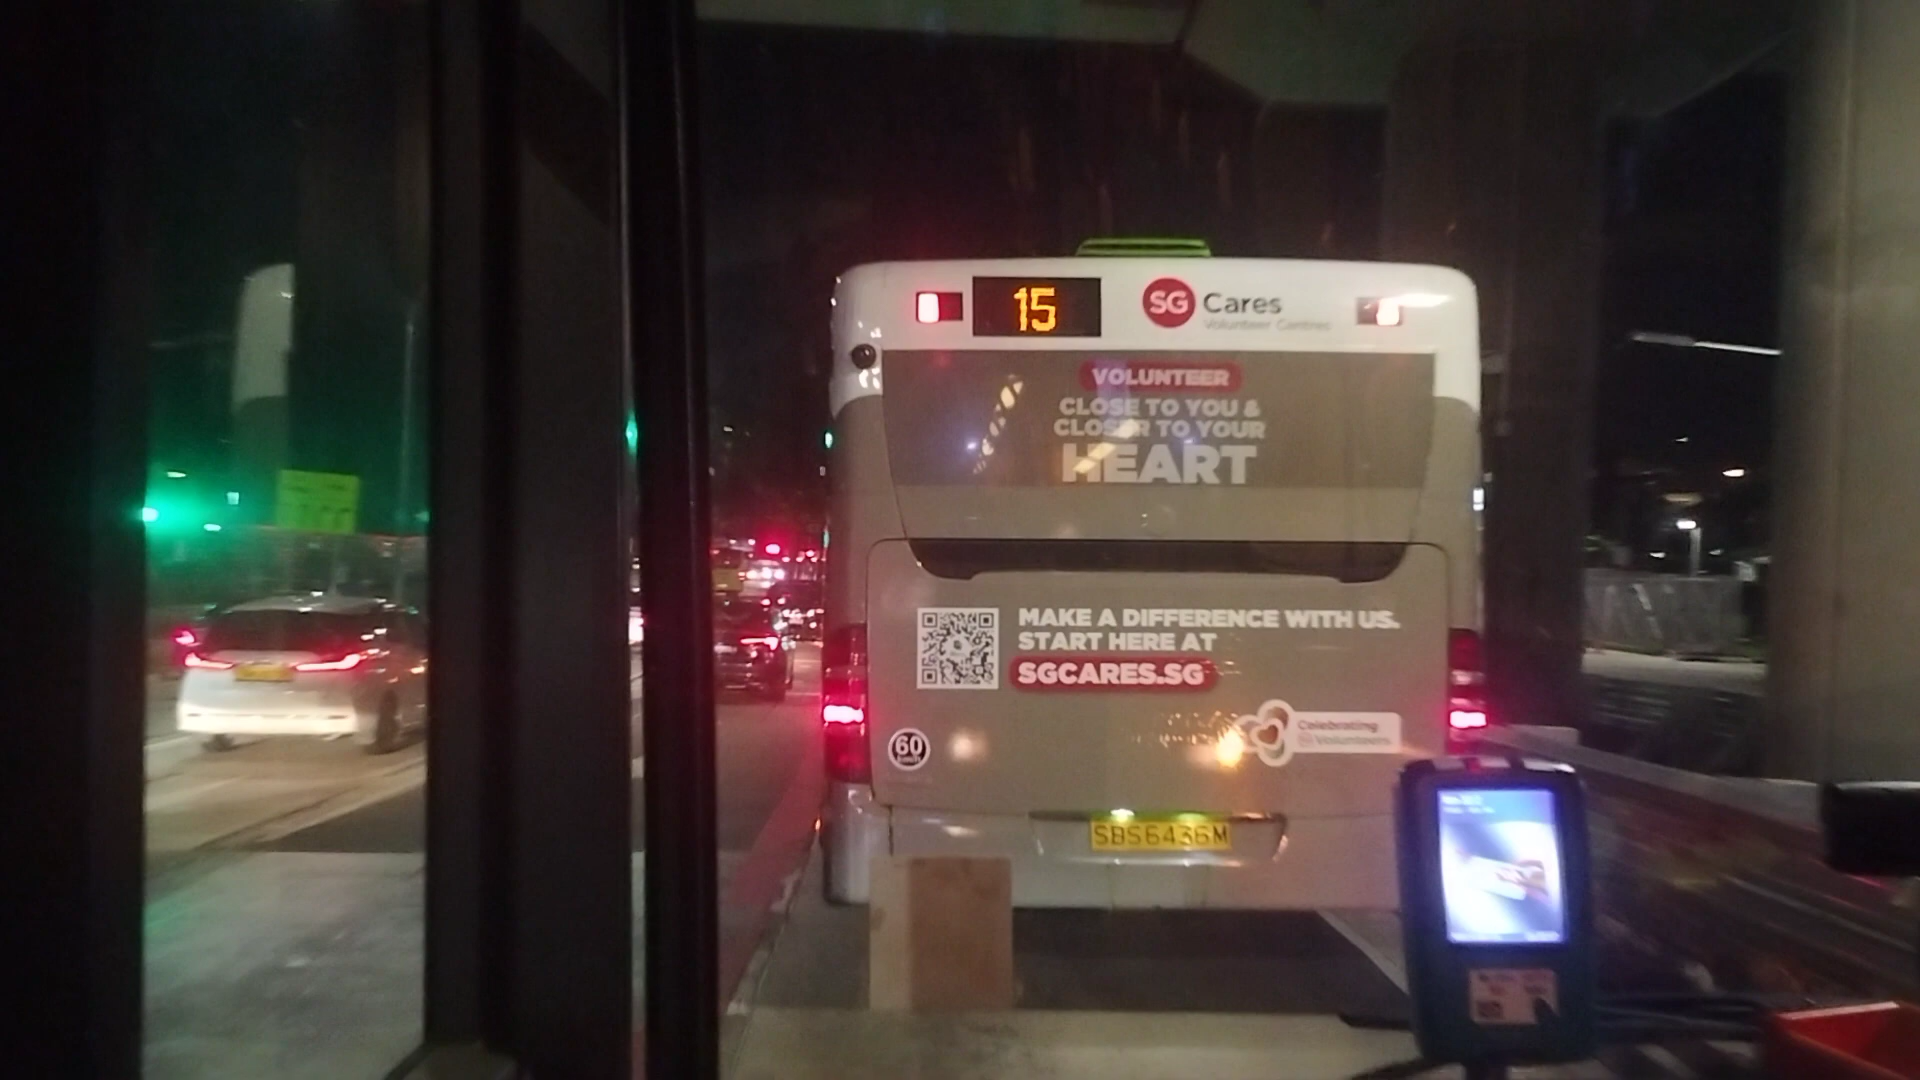 15
SG Cares
Volunteer Centres
VOLUNTEER
CLOSE TO YOU &
CLOSER TO YOUR
HEART
MAKE A DIFFERENCE WITH US.
START HERE AT
SGCARES.SG
Celebrating
Volunteers
60
km/h
SBS6436M